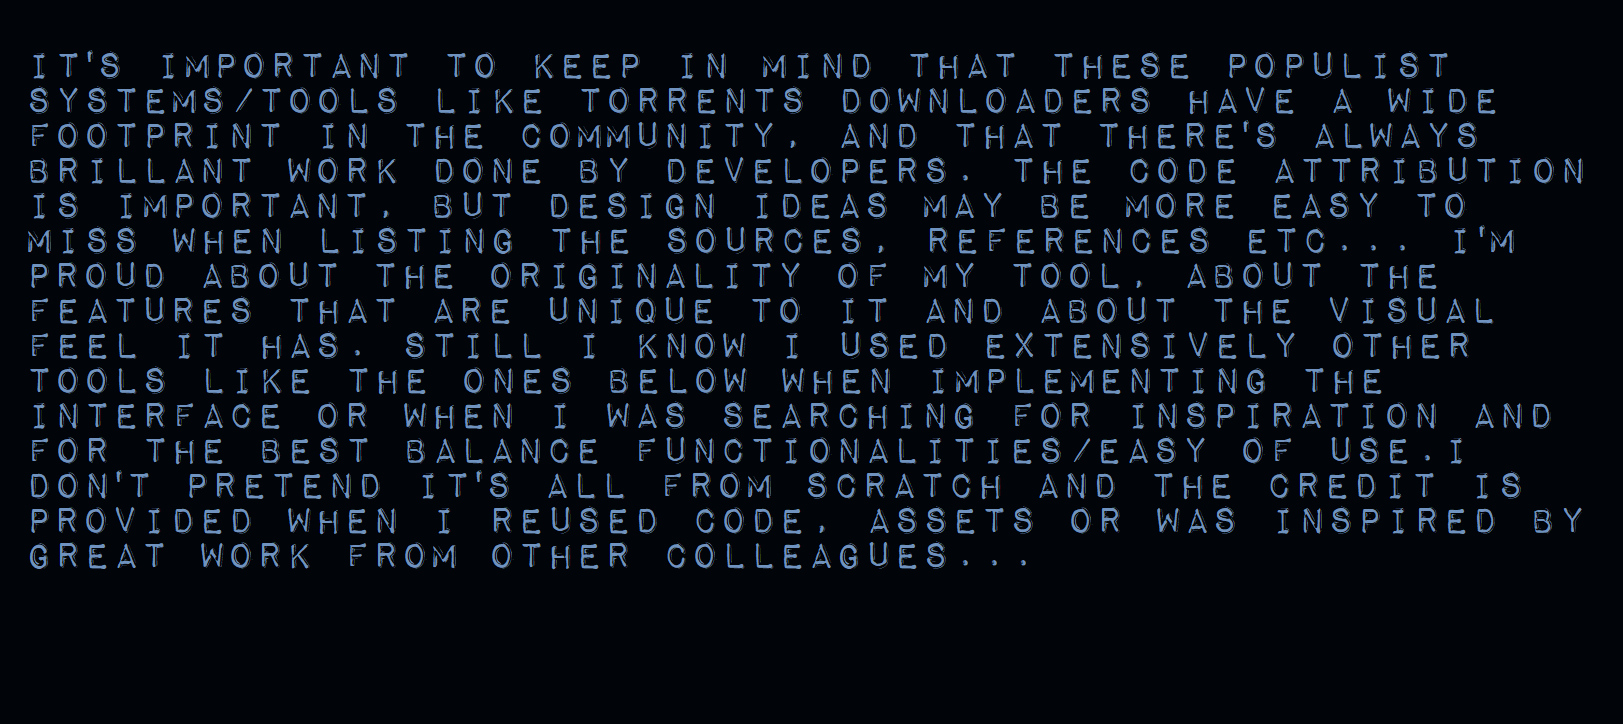 IT'S IMPORTANT TO KEEP IN MIND THAT THESE POPULIST
SYSTEMS/TOOLS LIKE TORRENTS DOWNLOADERS HAVE A WIDE
FOOTPRINT IN THE COMMUNITY, AND THAT THERE'S ALWAYS
BRILLANT WORK DONE BY DEVELOPERS. THE CODE ATTRIBUTION
IS IMPORTANT, BUT DESIGN IDEAS MAY BE MORE EASY TO
MISS WHEN LISTING THE SOURCES, REFERENCES ETC... I'M
PROUD ABOUT THE ORIGINALITY OF MY TOOL, ABOUT THE
FEATURES THAT ARE UNIQUE TO IT AND ABOUT THE VISUAL
FEEL IT HAS. STILL I KNOW I USED EXTENSIVELY OTHER
TOOLS LIKE THE ONES BELOW WHEN IMPLEMENTING THE
INTERFACE OR WHEN I WAS SEARCHING FOR INSPIRATION AND
FOR THE BEST BALANCE FUNCTIONALITIES/EASY OF USE.I
DON'T PRETEND IT'S ALL FROM SCRATCH AND THE CREDIT IS
PROVIDED WHEN I REUSED CODE, ASSETS OR WAS INSPIRED BY
GREAT WORK FROM OTHER COLLEAGUES...